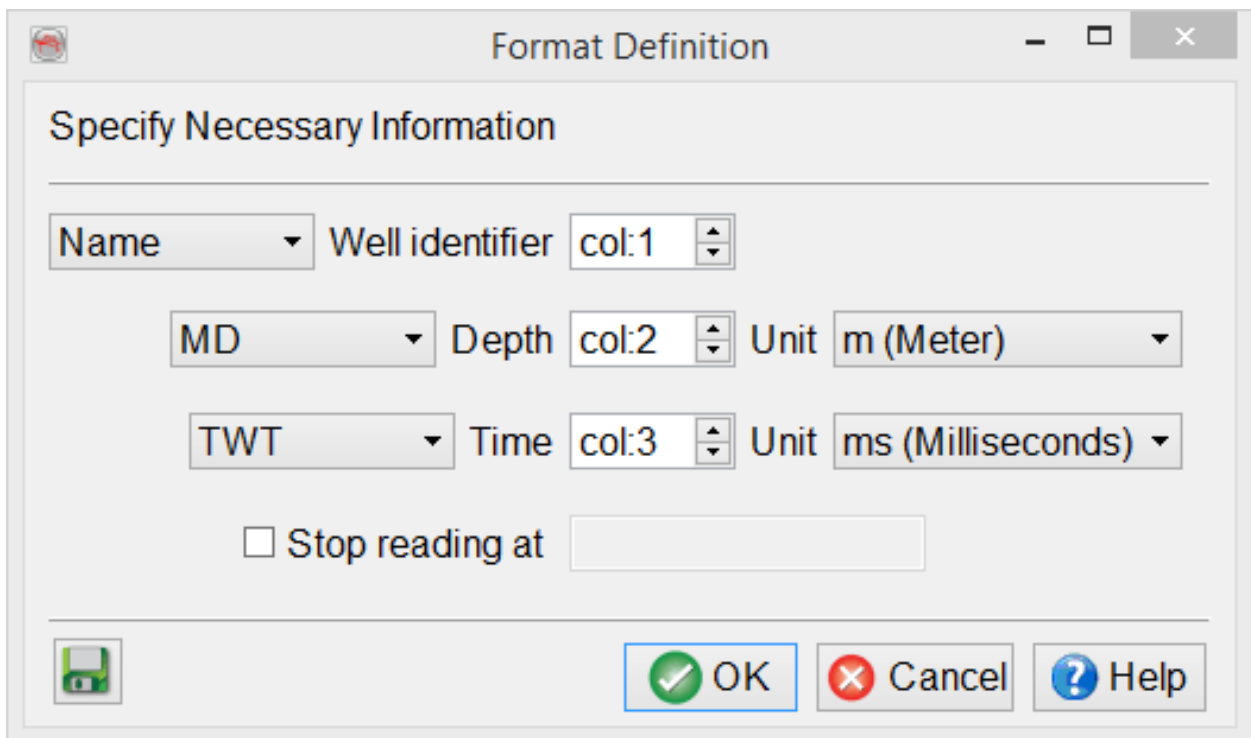 Format Definition
Specify Necessary Information
Name Well identifier col:1
MD Depth col:2 Unit m (Meter)
TWT Time col:3 Unit ms (Milliseconds)
Stop reading at
OK Cancel Help